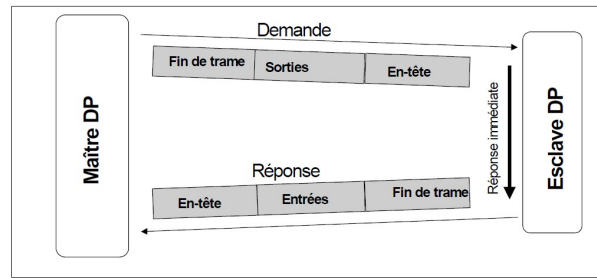 Demande
Fin de trame Sorties En-tête
Maître DP
Réponse immédiate
Esclave DP
Réponse
En-tête Entrées Fin de trame